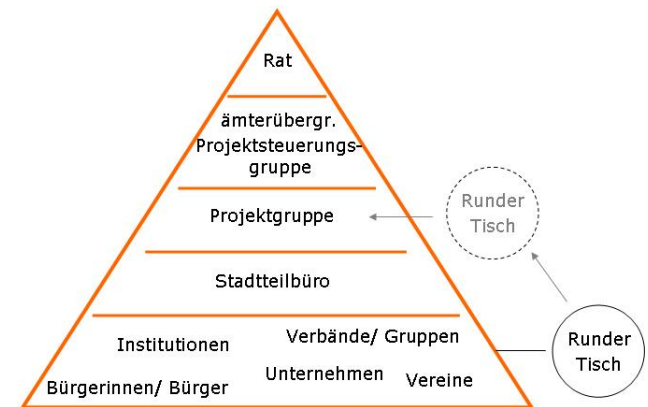 Rat
ämterübergr.
Projektsteuerungs-
gruppe
Projektgruppe
Runder
Tisch
Stadtteilbüro
Institutionen
Verbände/ Gruppen
Bürgerinnen/ Bürger
Unternehmen
Vereine
Runder
Tisch